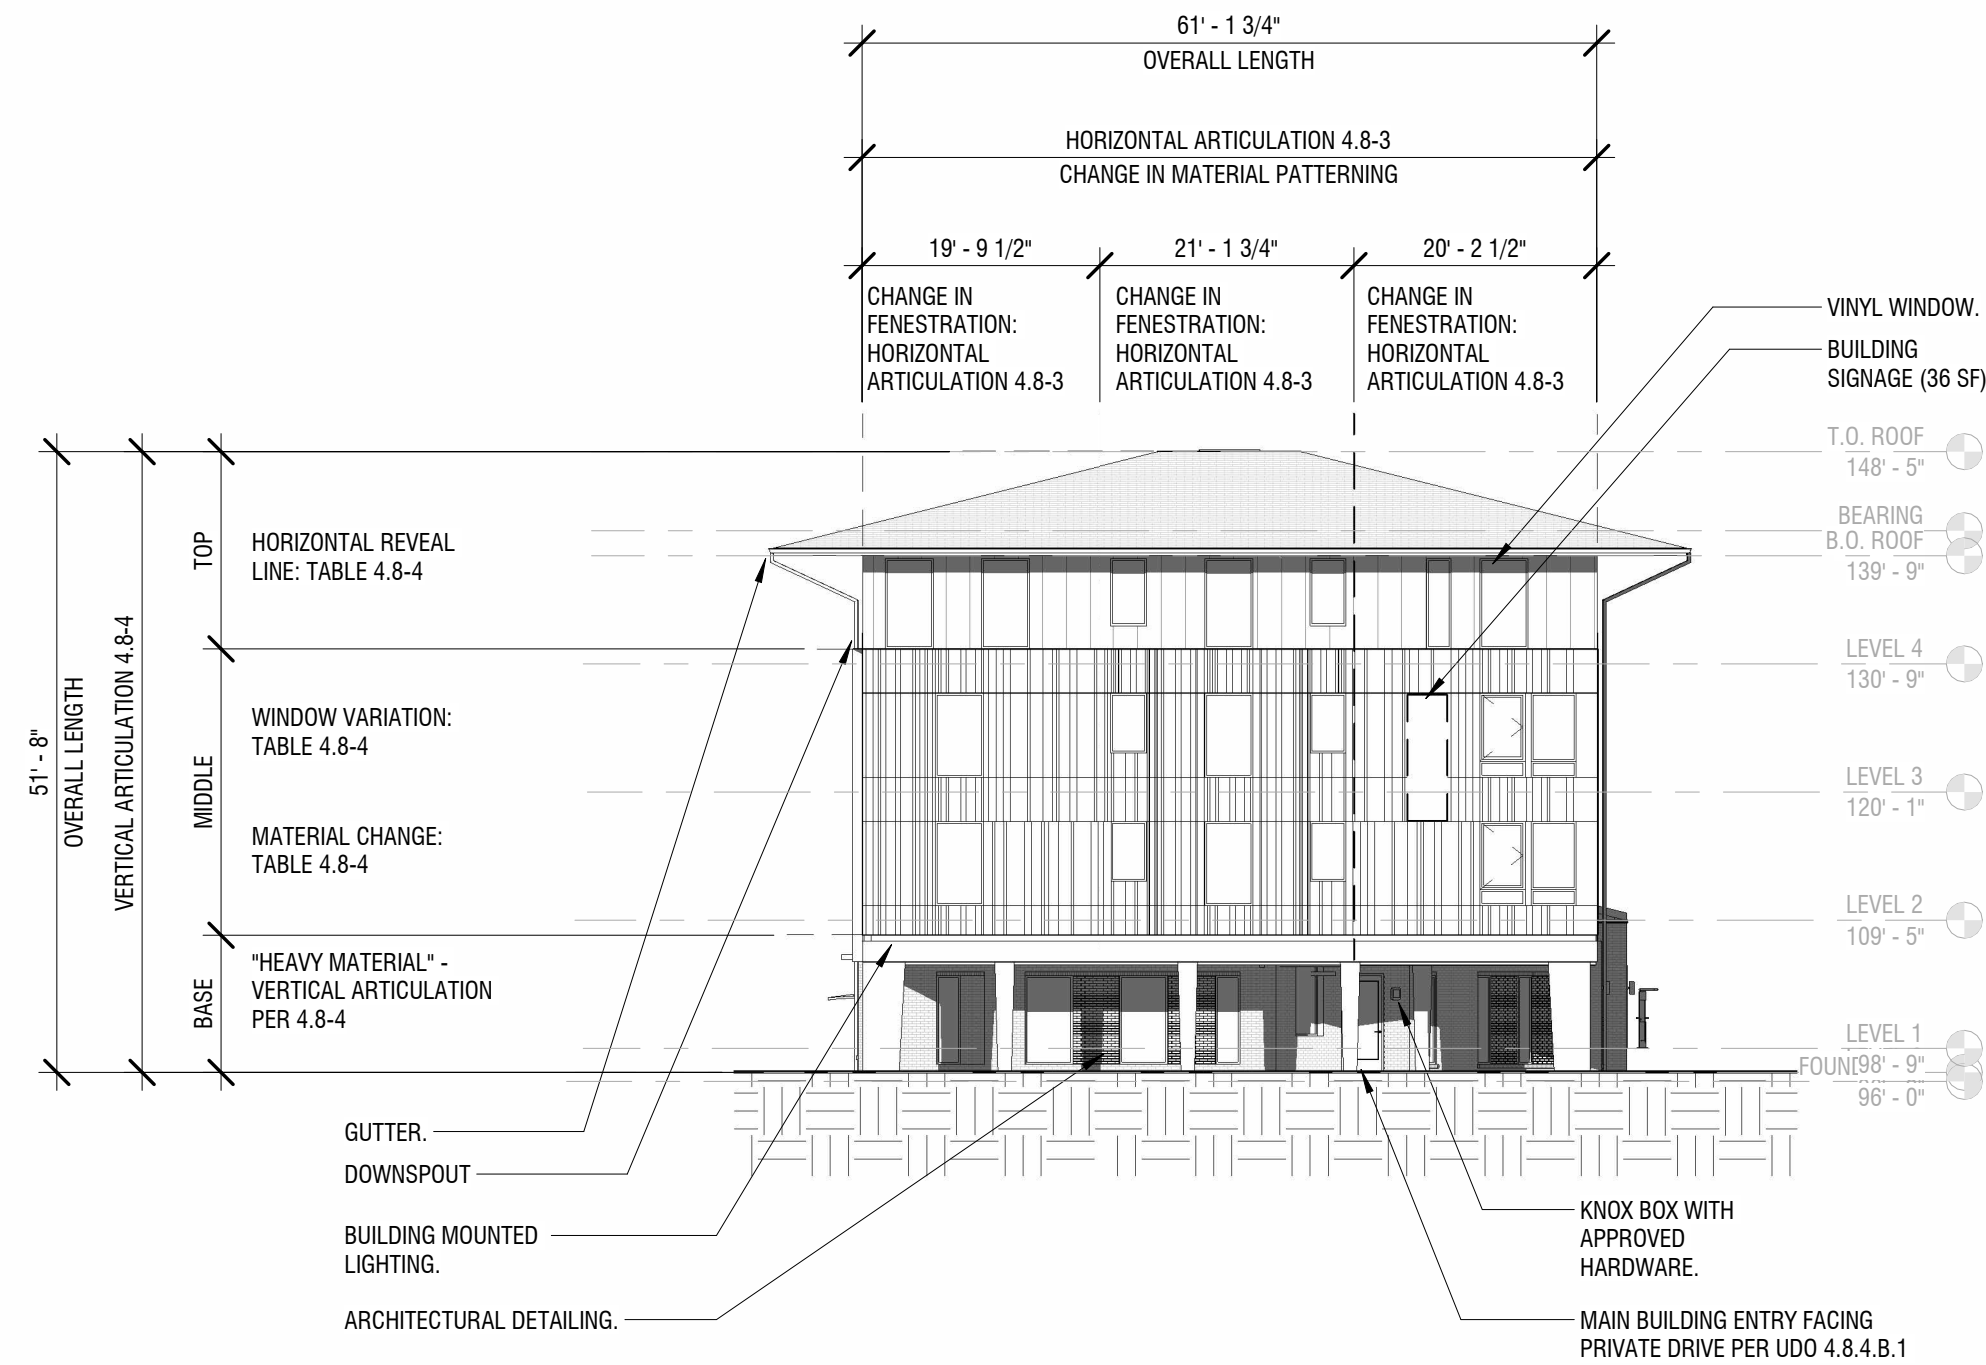 61' - 1 3/4"
OVERALL LENGTH
HORIZONTAL ARTICULATION 4.8-3
CHANGE IN MATERIAL PATTERNING
19' - 9 1/2"
21' - 1 3/4"
20' - 2 1/2"
CHANGE IN
FENESTRATION:
HORIZONTAL
ARTICULATION 4.8-3
CHANGE IN
FENESTRATION:
HORIZONTAL
ARTICULATION 4.8-3
CHANGE IN
FENESTRATION:
HORIZONTAL
ARTICULATION 4.8-3
VINYL WINDOW.
BUILDING
SIGNAGE (36 SF)
T.O. ROOF
148' - 5"
BEARING
B.O. ROOF
139' - 9"
LEVEL 4
130' - 9"
LEVEL 3
120' - 1"
LEVEL 2
109' - 5"
LEVEL 1
98' - 9"
96' - 0"
51' - 8"
OVERALL LENGTH
VERTICAL ARTICULATION 4.8-4
TOP
HORIZONTAL REVEAL
LINE: TABLE 4.8-4
MIDDLE
WINDOW VARIATION:
TABLE 4.8-4
MATERIAL CHANGE:
TABLE 4.8-4
BASE
"HEAVY MATERIAL" -
VERTICAL ARTICULATION
PER 4.8-4
GUTTER.
DOWNSPOUT
BUILDING MOUNTED
LIGHTING.
ARCHITECTURAL DETAILING.
KNOX BOX WITH
APPROVED
HARDWARE.
MAIN BUILDING ENTRY FACING
PRIVATE DRIVE PER UDO 4.8.4.B.1